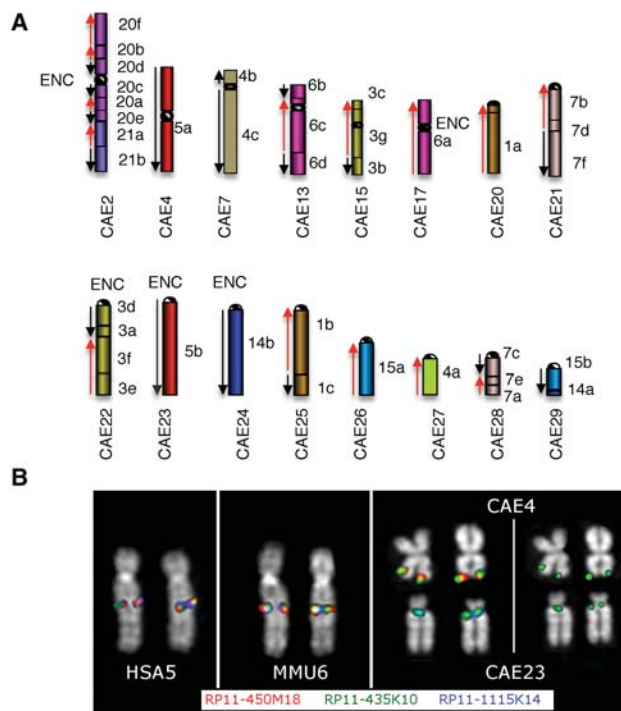 A
ENC
20f
20b
20d
20c
20a
20e
21a
21b
5a
4b
4c
6b
6c
6d
3c
3g
3b
ENC
6a
1a
7b
7d
7f
CAE2
CAE4
CAE7
CAE13
CAE15
CAE17
CAE20
CAE21
ENC
3d
3a
3f
3e
ENC
5b
ENC
14b
1b
1c
15a
4a
7c
7e
7a
15b
14a
CAE22
CAE23
CAE24
CAE25
CAE26
CAE27
CAE28
CAE29
B
CAE4
HSA5
MMU6
CAE23
RP11-450M18 RP11-435K10 RP11-1115K14